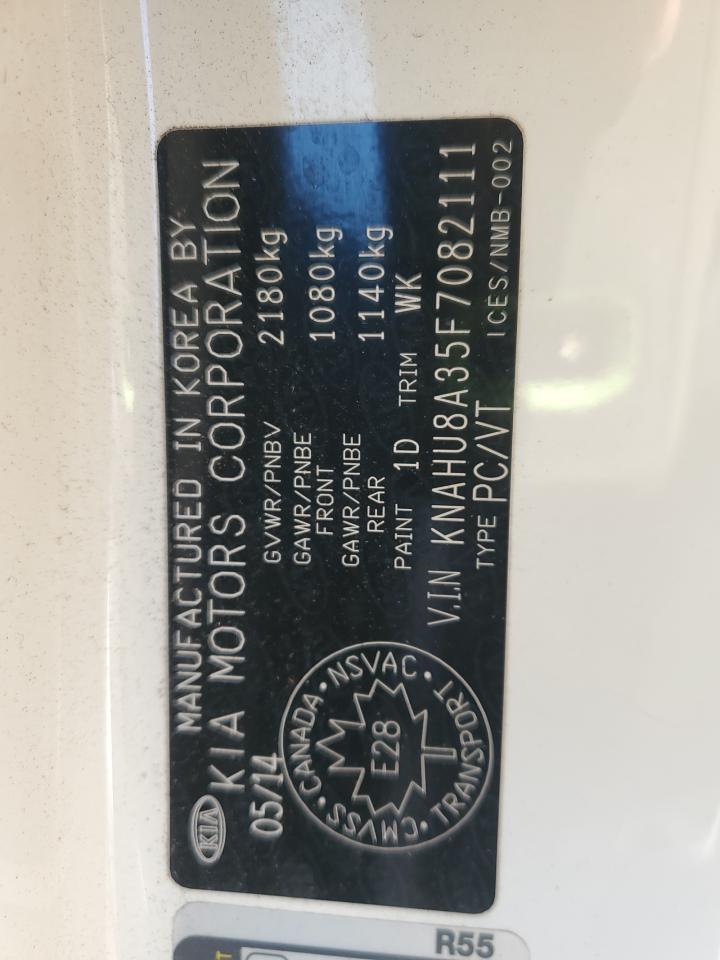 KIA
MANUFACTURED IN KOREA BY
KIA MOTORS CORPORATION
05/14
GVWR/PNBV 2180kg
GAWR/PNBE FRONT 1080kg
GAWR/PNBE REAR 1140kg
PAINT 1D TRIM WK
V.I.N KNAHU8A35F7082111
TYPE PC/VT
ICES/NMB-002
CMVSS • CANADA • NSVAC • TRANSPORT •
E28
R55